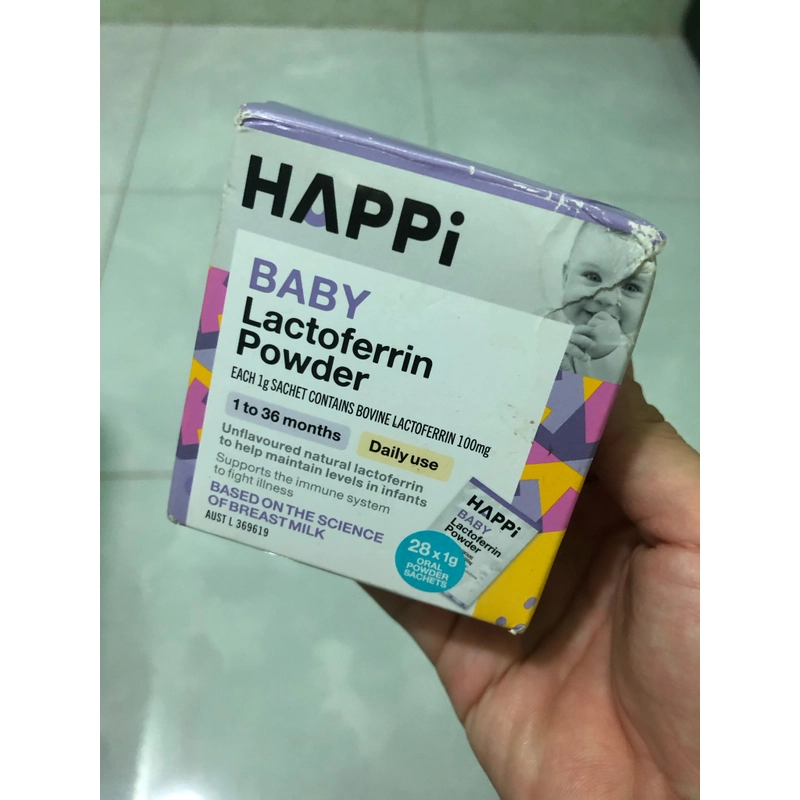 HAPPi
BABY
Lactoferrin
Powder
EACH 1g SACHET CONTAINS BOVINE LACTOFERRIN 100mg
1 to 36 months
Daily use
Unflavoured natural lactoferrin
to help maintain levels in infants
Supports the immune system
to fight illness
BASED ON THE SCIENCE
OF BREAST MILK
AUST L 369619
28 x 1g
ORAL
POWDER
SACHETS
HAPPi
BABY
Lactoferrin
Powder